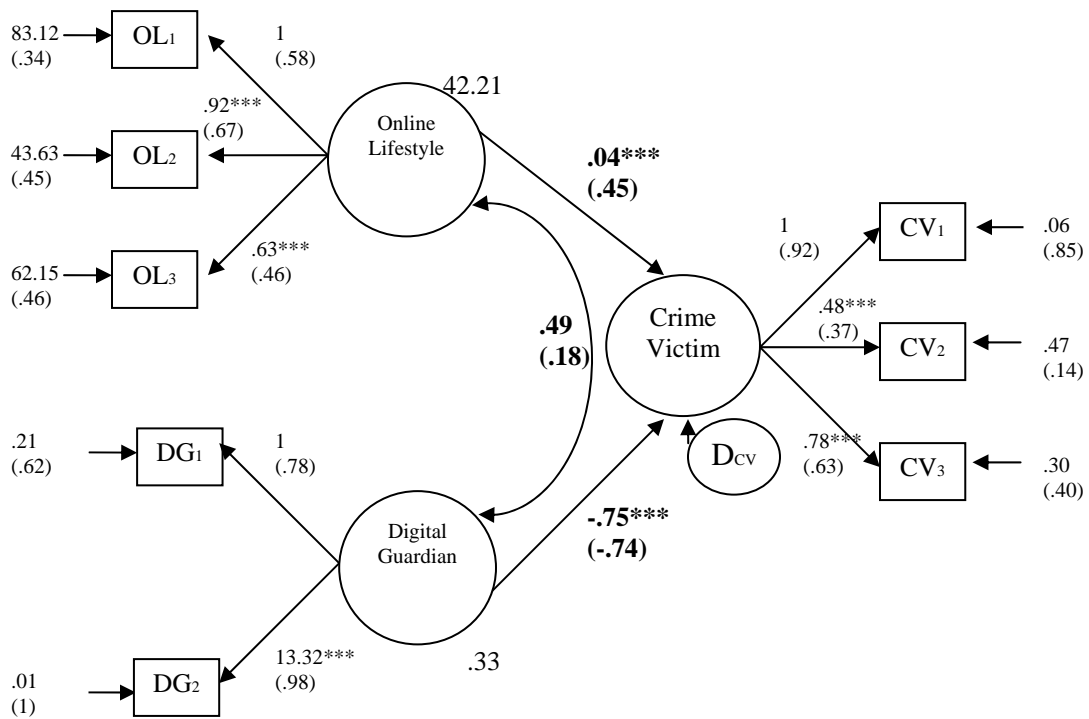 83.12
(.34)
OL1
1
(.58)
42.21
.92***
(.67)
Online
Lifestyle
43.63
(.45)
OL2
.04***
(.45)
62.15
(.46)
OL3
.63***
(.46)
1
(.92)
CV1
.06
(.85)
.49
(.18)
Crime
Victim
.48***
(.37)
CV2
.47
(.14)
.21
(.62)
DG1
1
(.78)
DCV
.78***
(.63)
CV3
.30
(.40)
Digital
Guardian
-.75***
(-.74)
.33
13.32***
(.98)
.01
(1)
DG2